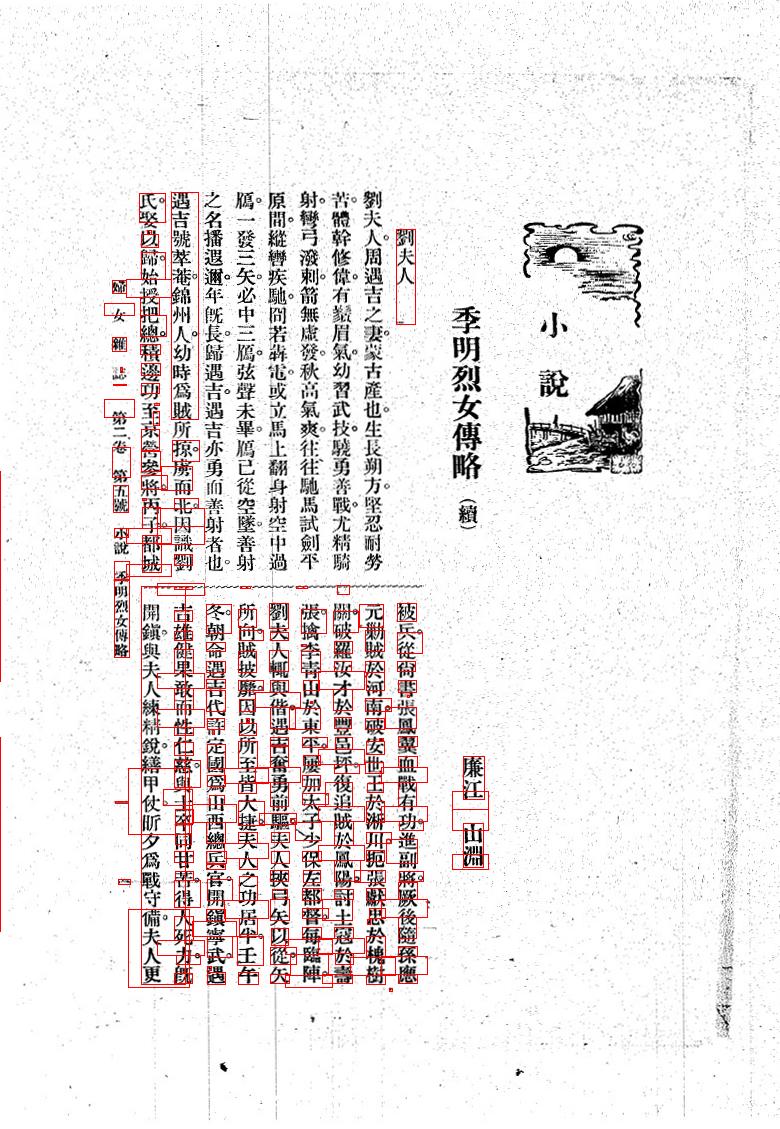 小說
季明烈女傳略（續）
廉江　山淵
劉夫人
劉夫人周遇吉之妻。蒙古產也。生長朔方。堅忍耐勞
苦。體幹修偉。有鬚眉氣。幼習武技。驍勇善戰。尤精騎
射。彎弓潑剌。箭無虛發。秋高氣爽。往往馳馬試劍平
原間。縱轡疾馳。冏若犇電。或立馬上翻身射空中過
鴈。一發三矢。必中三鴈。弦聲未畢。鴈已從空墜。善射
之名。播遐邇。年旣長。歸遇吉。遇吉亦勇而善射者也。
遇吉號萃菴。錦州人。幼時爲賊所掠。虜而北。因識劉
氏。娶以歸。始授把總。積邊功至京營參將。丙子都城
被兵。從尙書張鳳翼血戰有功。進副將。厥後隨孫應
元勦賊於河南。破安世王於淅川。扼張獻忠於槐樹
關。破羅汝才於豐邑坪。復追賊於鳳陽。討土寇於壽
張。擒李靑山於東平。屢加太子少保左都督。每臨陣。
劉夫人輒與偕。遇吉奮勇前驅。夫人挾弓矢以從。矢
所向。賊披靡。因以所至皆大捷。夫人之功居半。壬午
冬。朝命遇吉代許定國爲山西總兵官。開鎭寧武。遇
吉雄健果敢而性仁慈。與士卒同甘苦。得人死力。旣
開鎭。與夫人練精銳。繕甲仗。昕夕爲戰守備。夫人更
婦女雜誌　第二卷　第五號　小說　季明烈女傳略